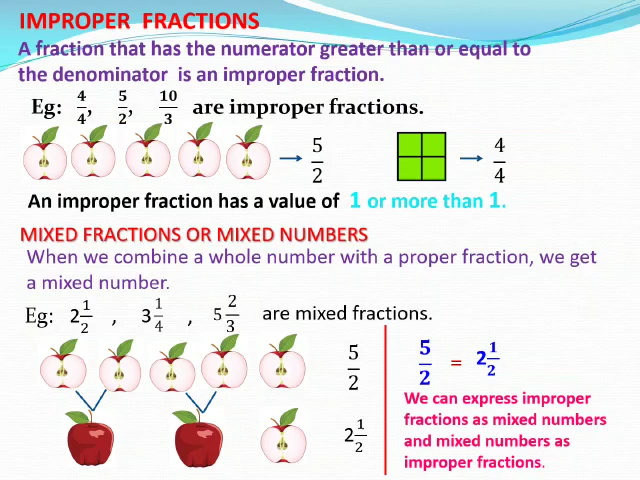 IMPROPER FRACTIONS
A fraction that has the numerator greater than or equal to
the denominator is an improper fraction.
Eg: 4/4, 5/2, 10/3 are improper fractions.
5/2
4/4
An improper fraction has a value of 1 or more than 1.
MIXED FRACTIONS OR MIXED NUMBERS
When we combine a whole number with a proper fraction, we get
a mixed number.
Eg: 2 1/2 , 3 1/4 , 5 2/3 are mixed fractions.
5/2
2 1/2
5/2 = 2 1/2
We can express improper
fractions as mixed numbers
and mixed numbers as
improper fractions.